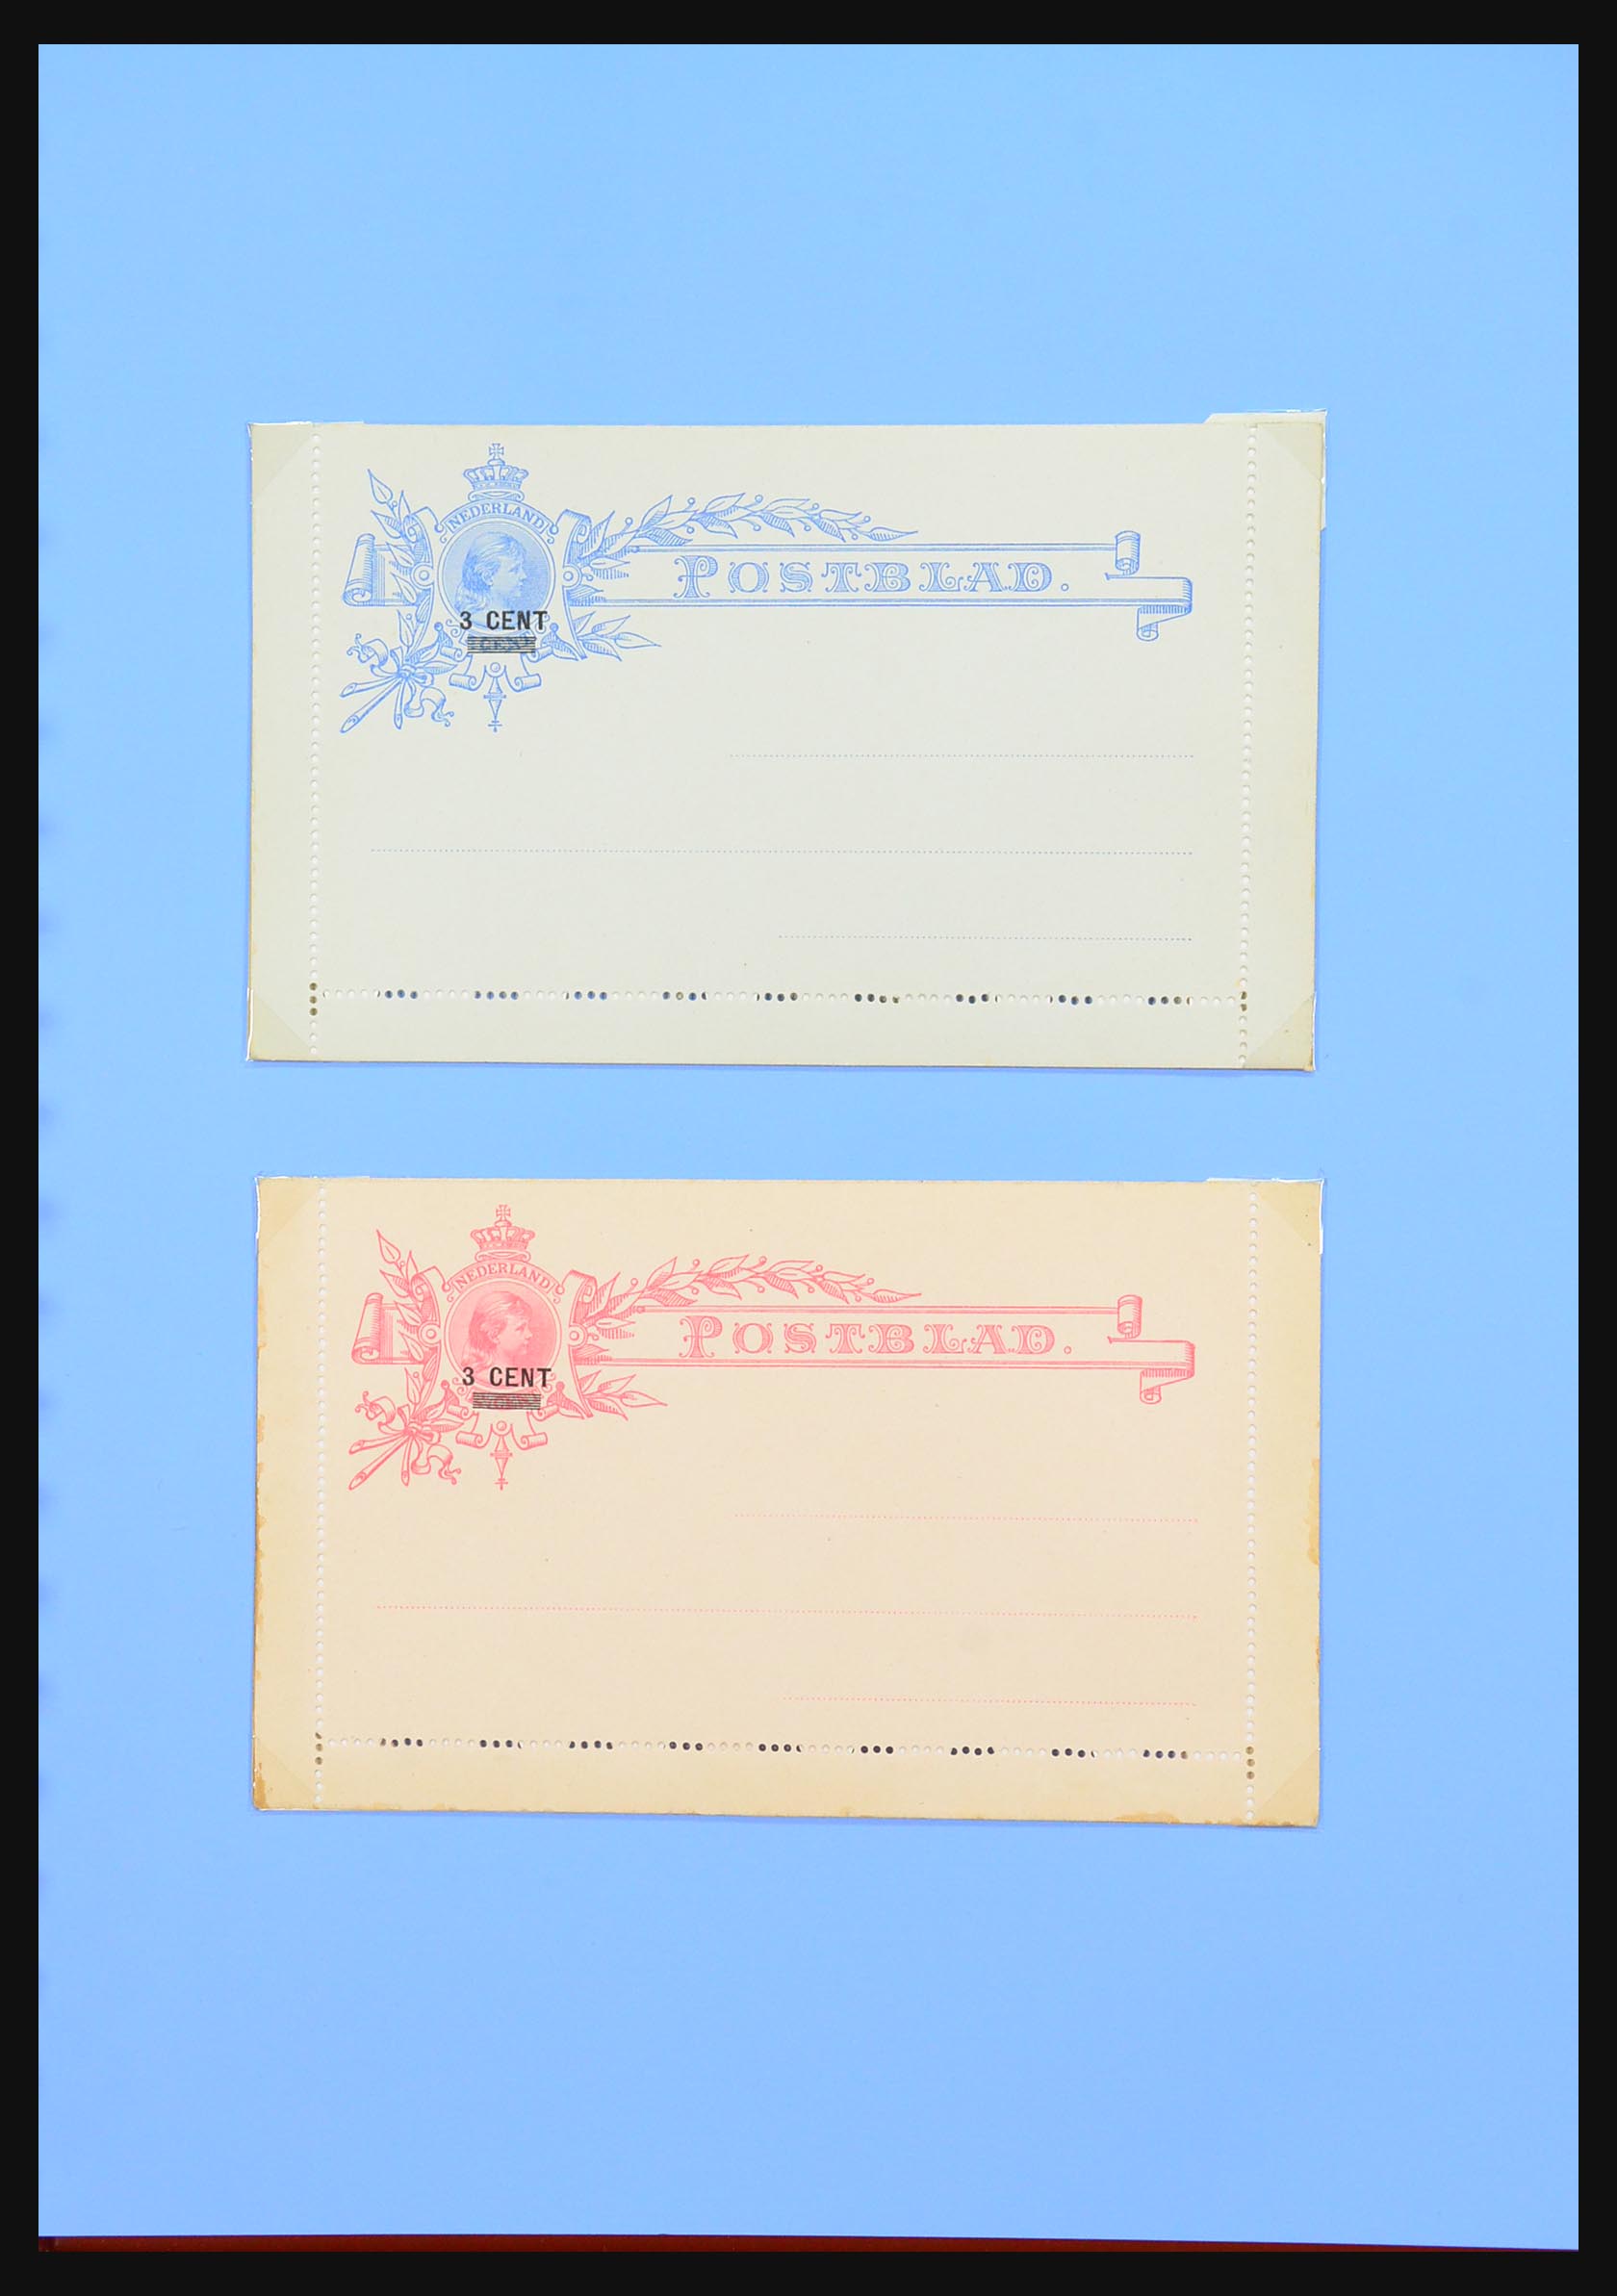 NEDERLAND
POSTBLAD.
3 CENT
NEDERLAND
POSTBLAD.
3 CENT